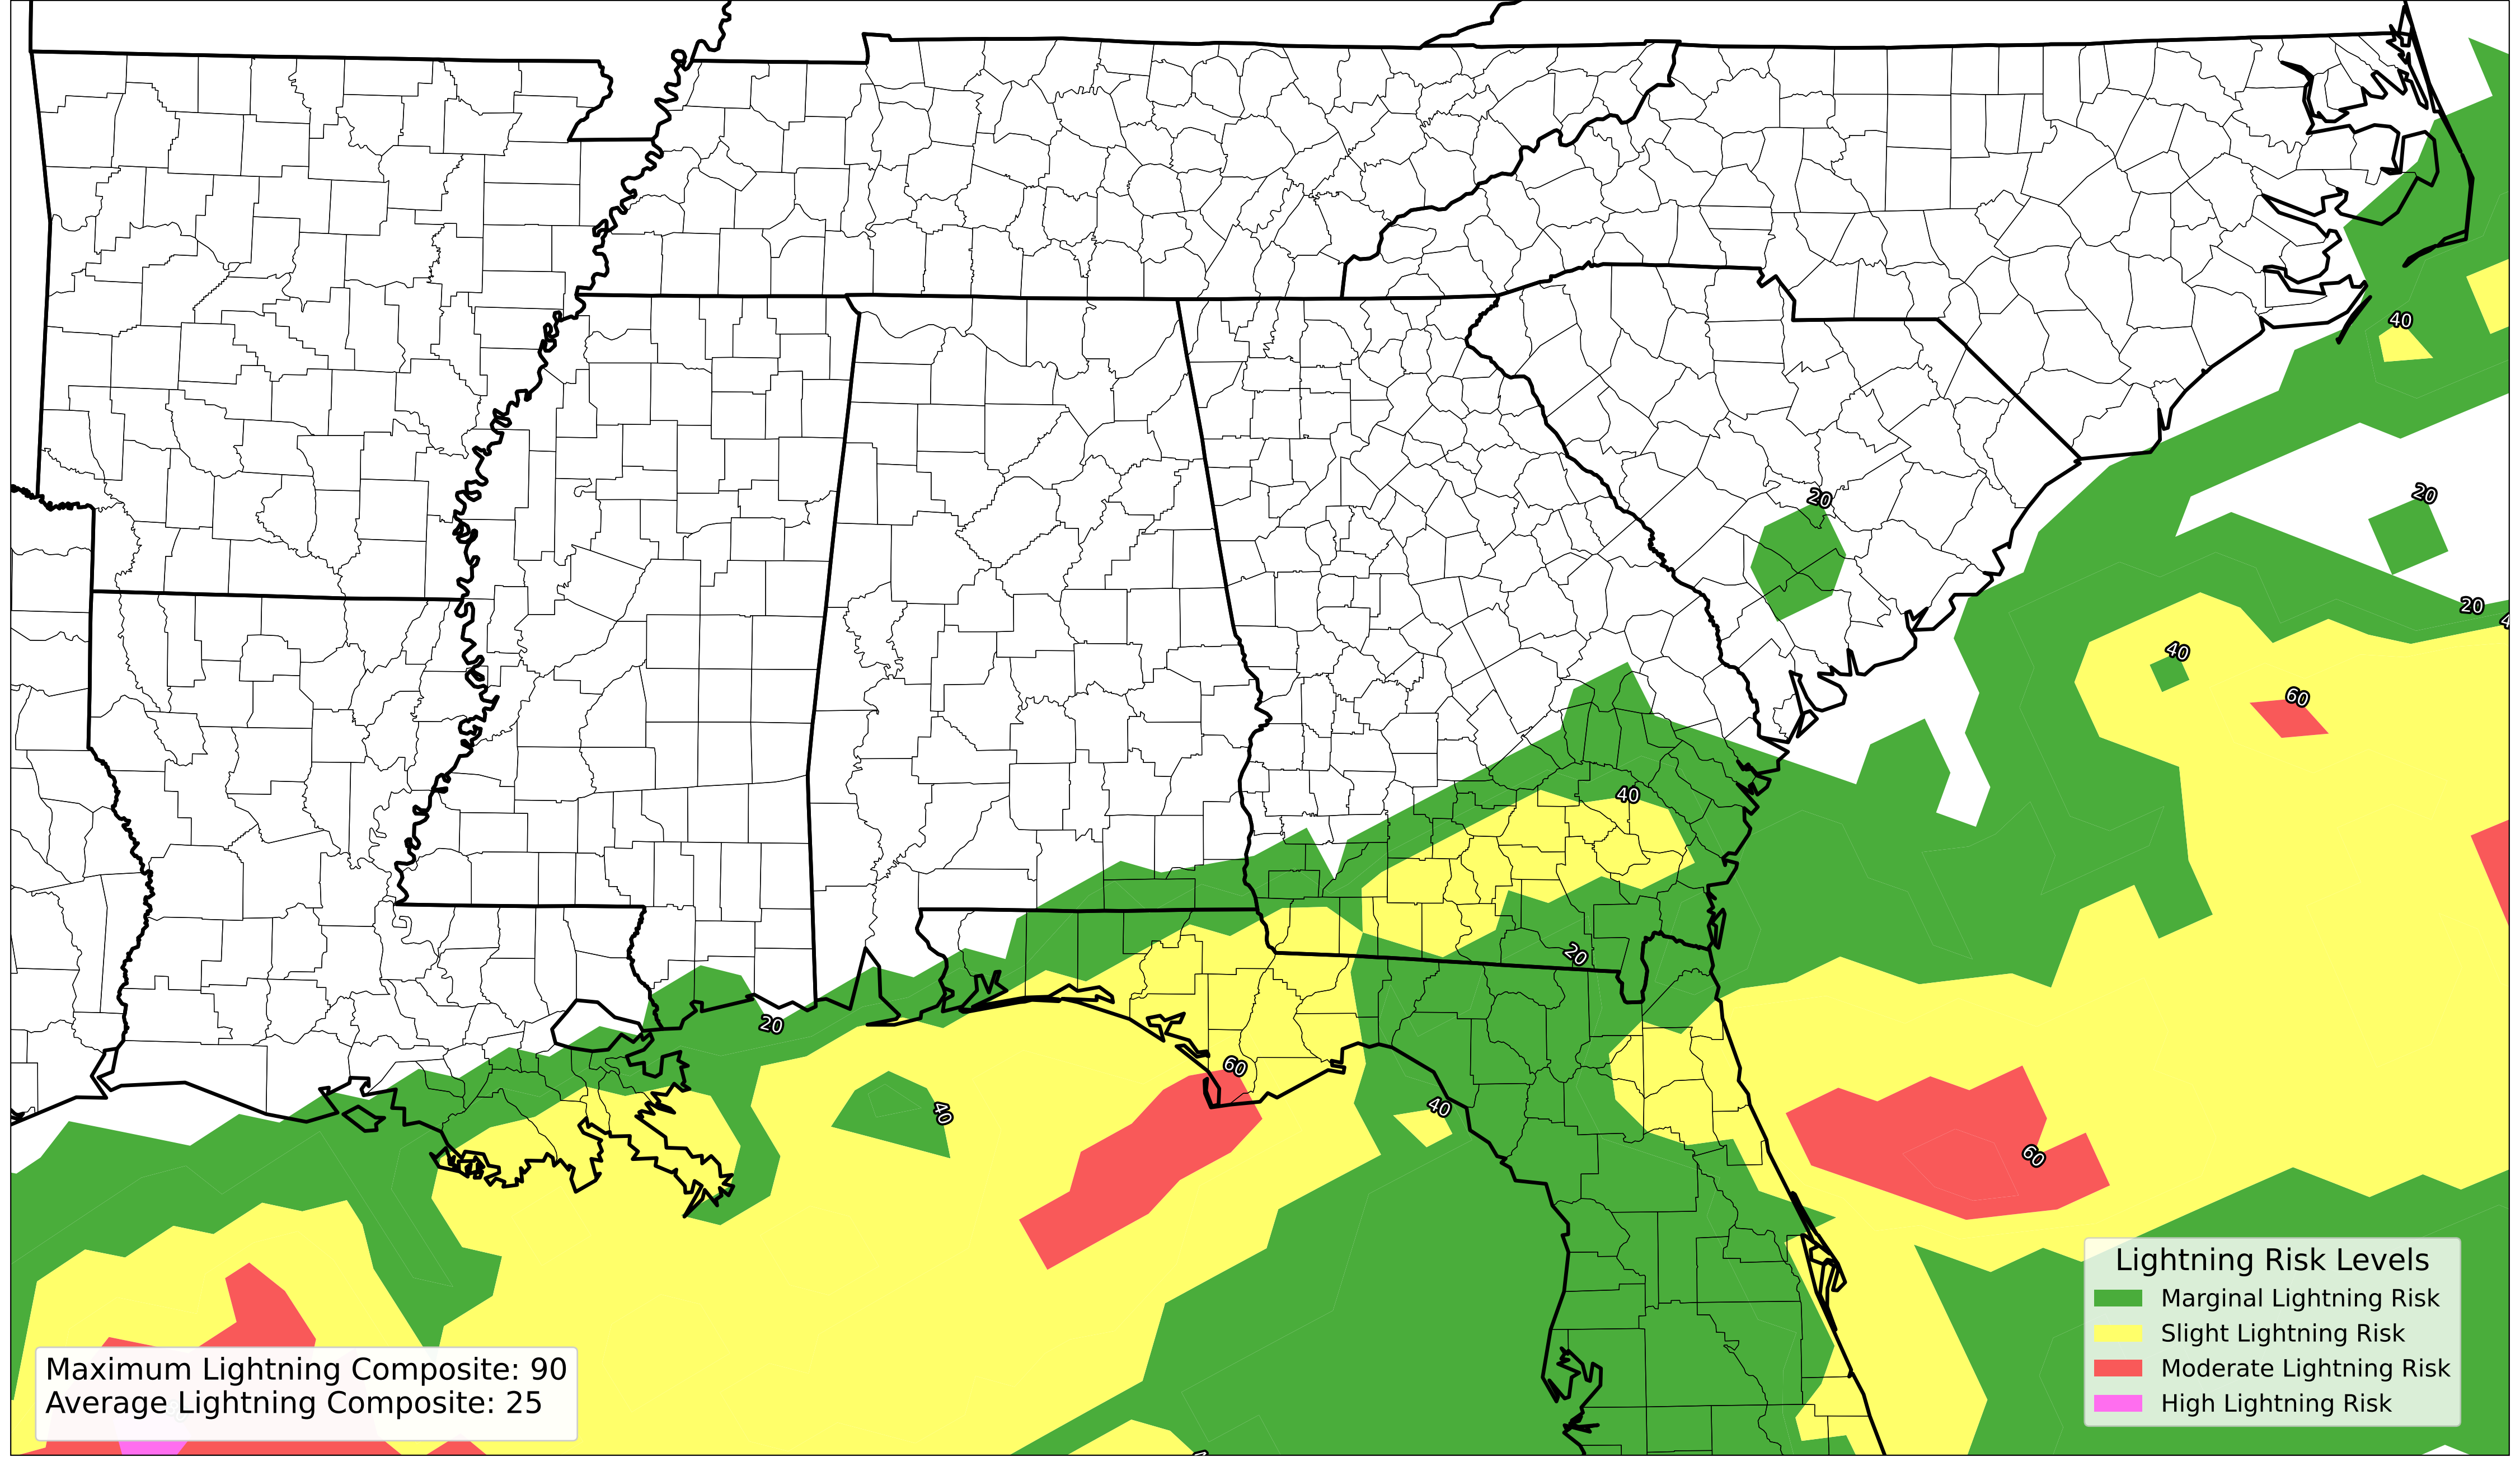 40
20
20
20
40
4
60
40
20
20
60
40
40
60
Lightning Risk Levels
Marginal Lightning Risk
Slight Lightning Risk
Moderate Lightning Risk
High Lightning Risk
Maximum Lightning Composite: 90
Average Lightning Composite: 25